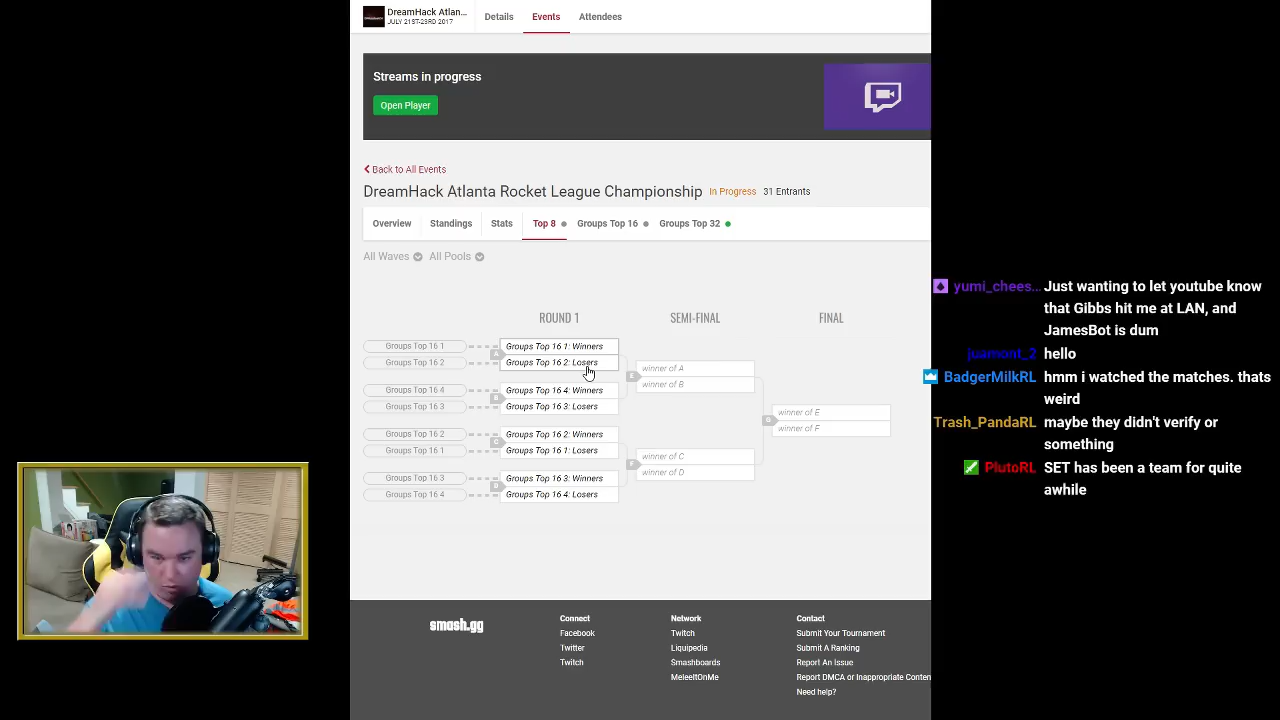 DreamHack Atlan...
JULY 21ST-23RD 2017
Details
Events
Attendees
Streams in progress
Open Player
Back to All Events
DreamHack Atlanta Rocket League Championship In Progress 31 Entrants
Overview
Standings
Stats
Top 8
Groups Top 16
Groups Top 32
All Waves
All Pools
ROUND 1
SEMI-FINAL
FINAL
Groups Top 16 1
Groups Top 16 2
Groups Top 16 4
Groups Top 16 3
Groups Top 16 2
Groups Top 16 1
Groups Top 16 3
Groups Top 16 4
A
Groups Top 16 1: Winners
Groups Top 16 2: Losers
B
Groups Top 16 4: Winners
Groups Top 16 3: Losers
C
Groups Top 16 2: Winners
Groups Top 16 1: Losers
D
Groups Top 16 3: Winners
Groups Top 16 4: Losers
E
winner of A
winner of B
F
winner of C
winner of D
winner of E
winner of F
yumi_chees... Just wanting to let youtube know
that Gibbs hit me at LAN, and
JamesBot is dum
juamont_2 hello
BadgerMilkRL hmm i watched the matches. thats
weird
Trash_PandaRL maybe they didn't verify or
something
PlutoRL SET has been a team for quite
awhile
smash.gg
Connect
Facebook
Twitter
Twitch
Network
Twitch
Liquipedia
Smashboards
MeleeItOnMe
Contact
Submit Your Tournament
Submit A Ranking
Report An Issue
Report DMCA or Inappropriate Conten
Need help?